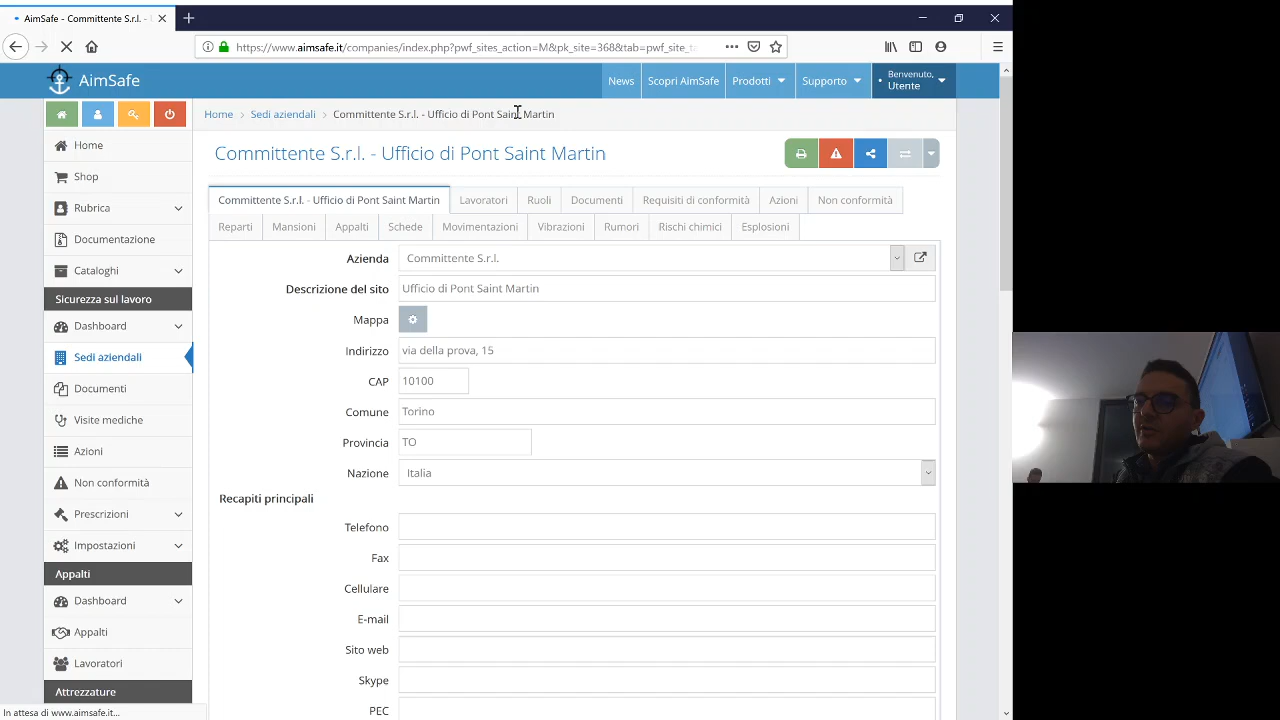 AimSafe - Committente S.r.l. - U
https://www.aimsafe.it/companies/index.php?pwf_sites_action=M&pk_site=368&tab=pwf_site_ta
AimSafe
News
Scopri AimSafe
Prodotti
Supporto
Benvenuto,
Utente
Home
Sedi aziendali
Committente S.r.l. - Ufficio di Pont Saint Martin
Home
Shop
Rubrica
Documentazione
Cataloghi
Sicurezza sul lavoro
Dashboard
Sedi aziendali
Documenti
Visite mediche
Azioni
Non conformità
Prescrizioni
Impostazioni
Appalti
Dashboard
Appalti
Lavoratori
Attrezzature
Committente S.r.l. - Ufficio di Pont Saint Martin
Committente S.r.l. - Ufficio di Pont Saint Martin
Lavoratori
Ruoli
Documenti
Requisiti di conformità
Azioni
Non conformità
Reparti
Mansioni
Appalti
Schede
Movimentazioni
Vibrazioni
Rumori
Rischi chimici
Esplosioni
Azienda
Committente S.r.l.
Descrizione del sito
Ufficio di Pont Saint Martin
Mappa
Indirizzo
via della prova, 15
CAP
10100
Comune
Torino
Provincia
TO
Nazione
Italia
Recapiti principali
Telefono
Fax
Cellulare
E-mail
Sito web
Skype
PEC
In attesa di www.aimsafe.it...